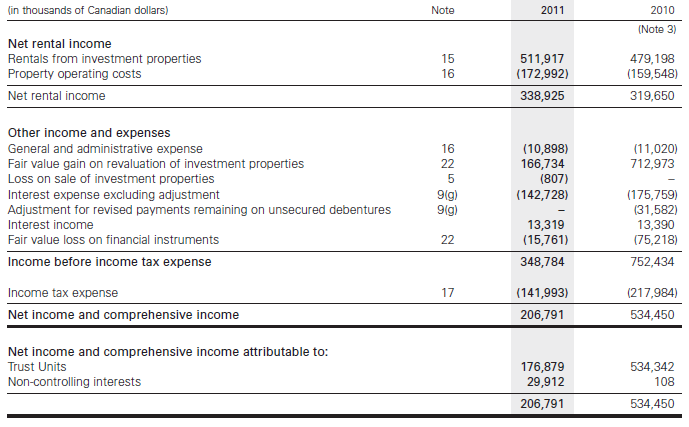 (in thousands of Canadian dollars) Note 2011 2010
(Note 3)
Net rental income
Rentals from investment properties 15 511,917 479,198
Property operating costs 16 (172,992) (159,548)
Net rental income 338,925 319,650
Other income and expenses
General and administrative expense 16 (10,898) (11,020)
Fair value gain on revaluation of investment properties 22 166,734 712,973
Loss on sale of investment properties 5 (807) –
Interest expense excluding adjustment 9(g) (142,728) (175,759)
Adjustment for revised payments remaining on unsecured debentures 9(g) – (31,582)
Interest income 13,319 13,390
Fair value loss on financial instruments 22 (15,761) (75,218)
Income before income tax expense 348,784 752,434
Income tax expense 17 (141,993) (217,984)
Net income and comprehensive income 206,791 534,450
Net income and comprehensive income attributable to:
Trust Units 176,879 534,342
Non-controlling interests 29,912 108
206,791 534,450